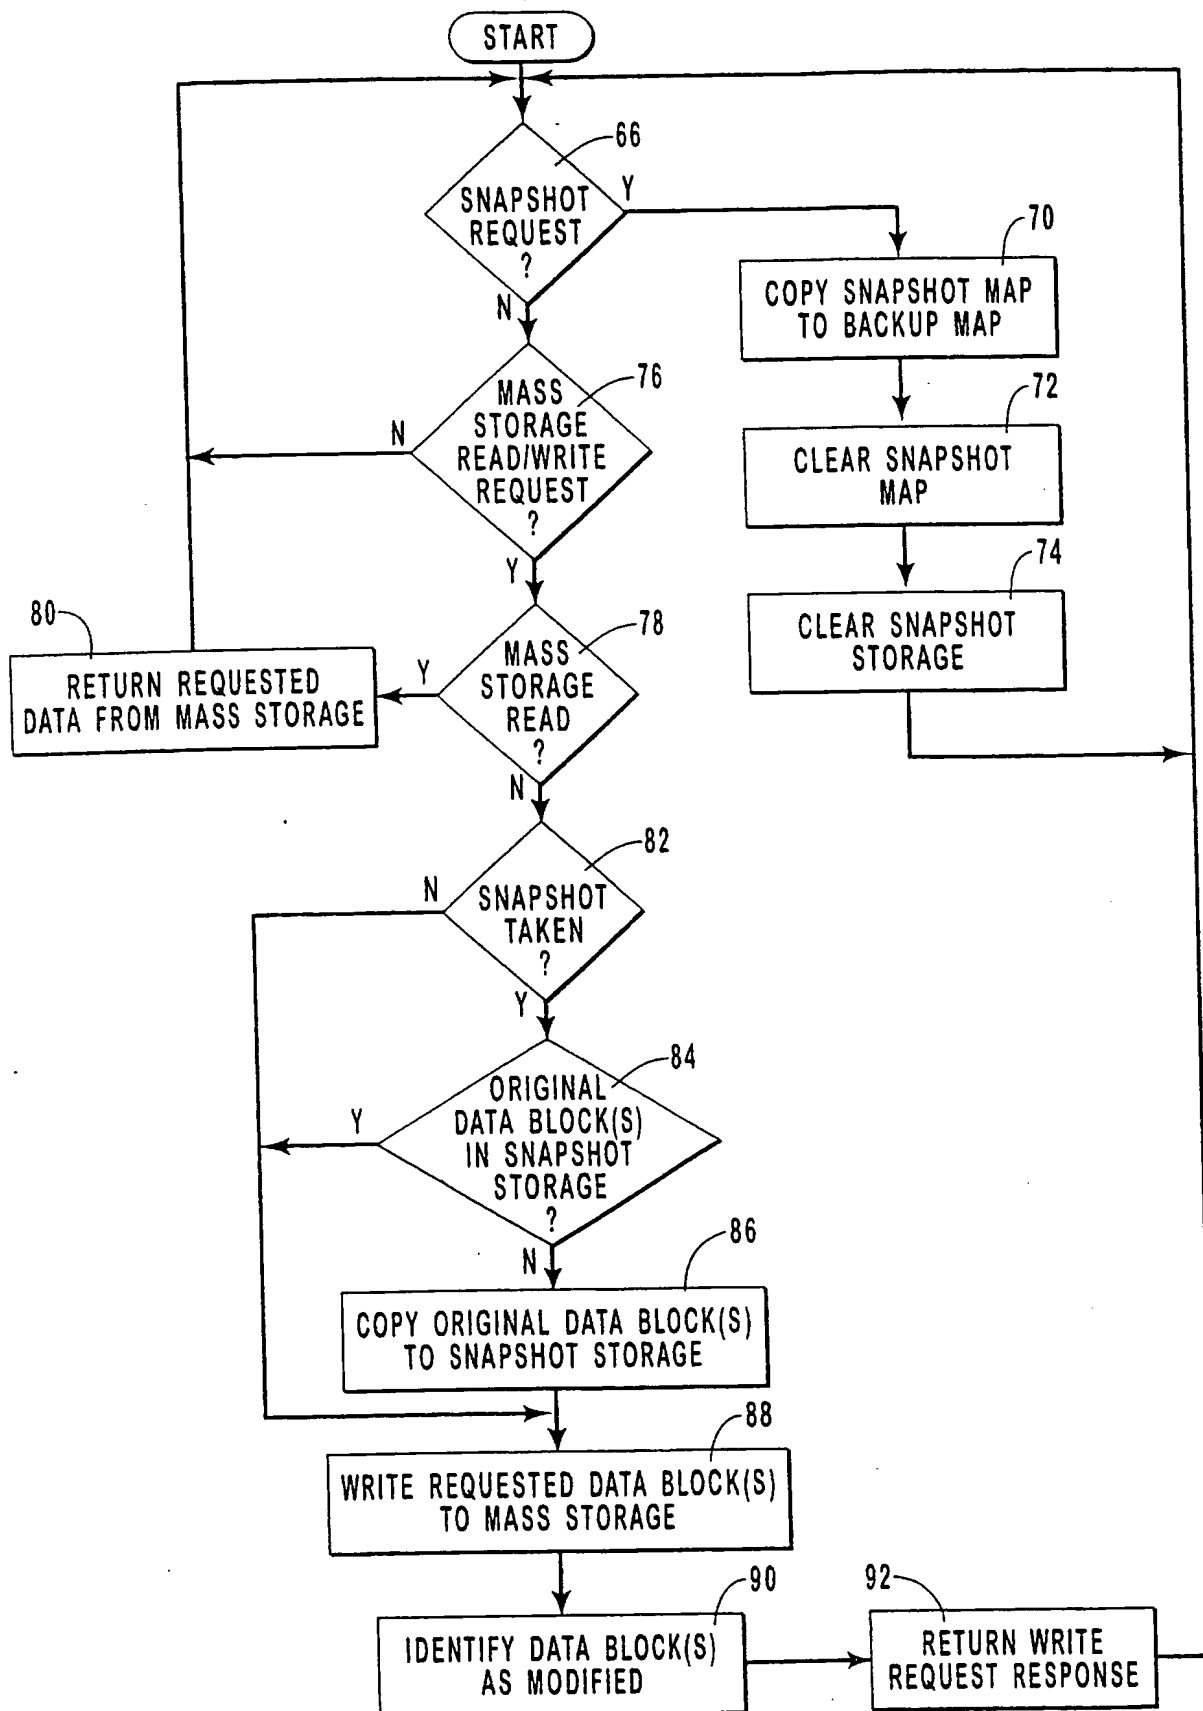 START
66
SNAPSHOT
REQUEST
?
Y
N
70
COPY SNAPSHOT MAP
TO BACKUP MAP
72
CLEAR SNAPSHOT
MAP
74
CLEAR SNAPSHOT
STORAGE
76
MASS
STORAGE
READ/WRITE
REQUEST
?
N
Y
78
MASS
STORAGE
READ
?
Y
N
80
RETURN REQUESTED
DATA FROM MASS STORAGE
82
SNAPSHOT
TAKEN
?
N
Y
84
ORIGINAL
DATA BLOCK(S)
IN SNAPSHOT
STORAGE
?
Y
N
86
COPY ORIGINAL DATA BLOCK(S)
TO SNAPSHOT STORAGE
88
WRITE REQUESTED DATA BLOCK(S)
TO MASS STORAGE
90
IDENTIFY DATA BLOCK(S)
AS MODIFIED
92
RETURN WRITE
REQUEST RESPONSE